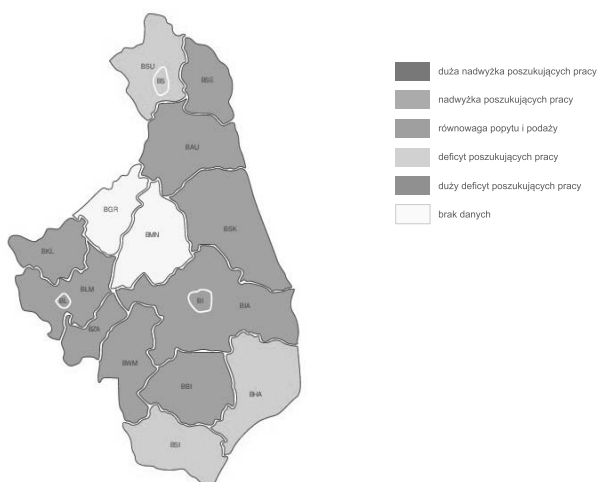 BSU
BS
BSE
BAU
BGR
BMN
BSK
BKL
BLM
BŁ
BI
BIA
BZA
BWM
BBI
BHA
BSI
duża nadwyżka poszukujących pracy
nadwyżka poszukujących pracy
równowaga popytu i podaży
deficyt poszukujących pracy
duży deficyt poszukujących pracy
brak danych